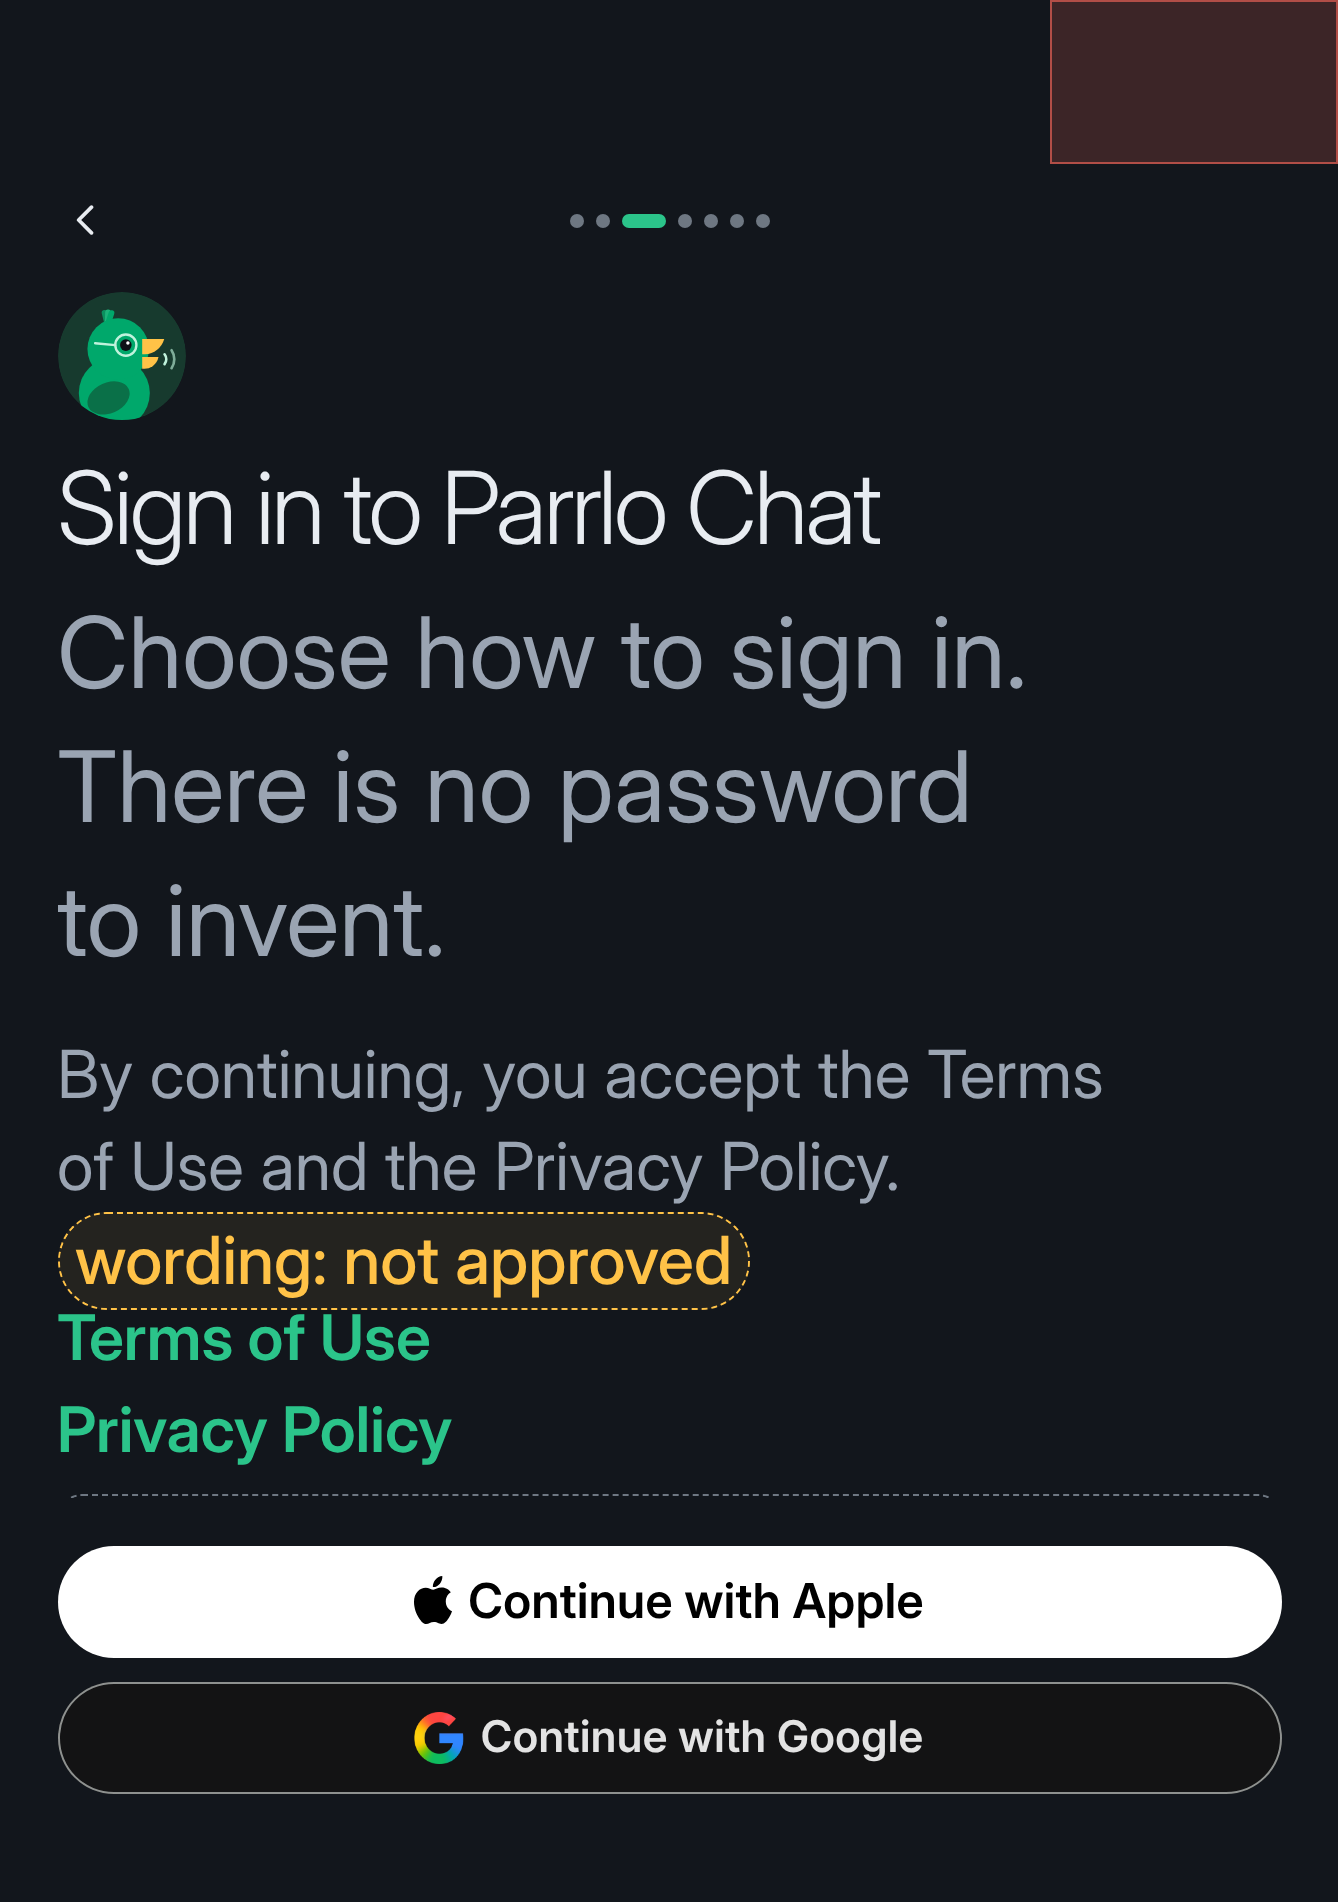 Sign in to Parrlo Chat
Choose how to sign in.
There is no password
to invent.
By continuing, you accept the Terms
of Use and the Privacy Policy.
wording: not approved
Terms of Use
Privacy Policy
Continue with Apple
Continue with Google